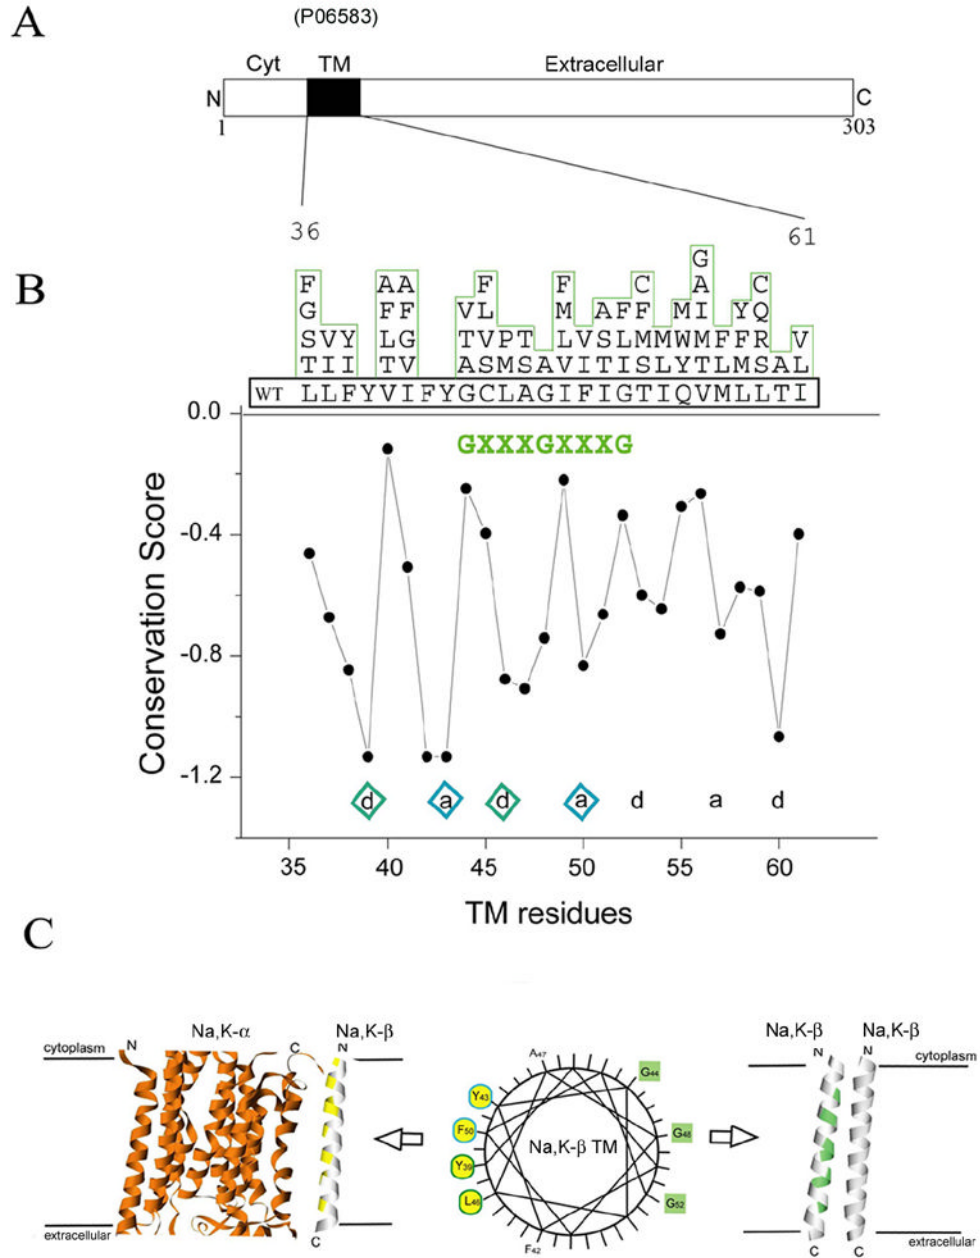 A
(P06583)
Cyt TM Extracellular
N C
1 303
36 61
B
G
F AA F F C A C
G FF VL M AFF MI YQ
SVY LG TVPT LVSLMMWMFFR V
TII TV ASMSAVITISLYTLMSAL
WT LLFYVIFYGCLAGIFIGTIQVMLLTI
0.0
GXXXGXXXG
-0.4
-0.8
-1.2
Conservation Score
d a d a d a d
35 40 45 50 55 60
TM residues
C
Na,K-α Na,K-β
cytoplasm N C N
extracellular C
A47
Y43
F50
Y39
L46
F42
G44
G48
G52
Na,K-β TM
Na,K-β Na,K-β
N N cytoplasm
C C extracellular